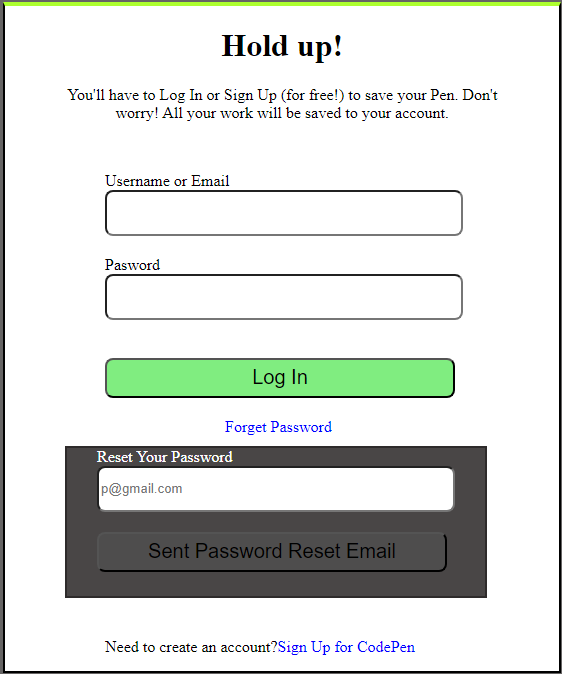 Hold up!
You'll have to Log In or Sign Up (for free!) to save your Pen. Don't
worry! All your work will be saved to your account.
Username or Email
Pasword
Log In
Forget Password
Reset Your Password
p@gmail.com
Sent Password Reset Email
Need to create an account?Sign Up for CodePen